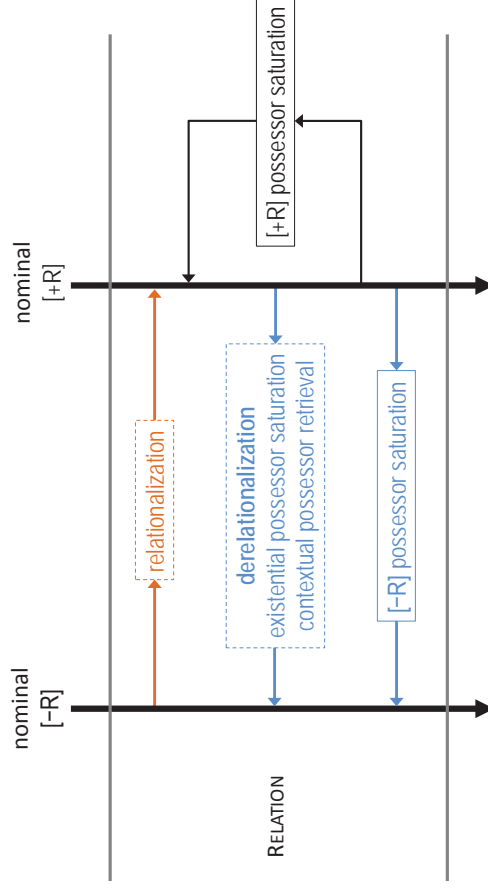 nominal
[−R]
nominal
[+R]
RELATION
relationalization
derelationalization
existential possessor saturation
contextual possessor retrieval
[−R] possessor saturation
[+R] possessor saturation